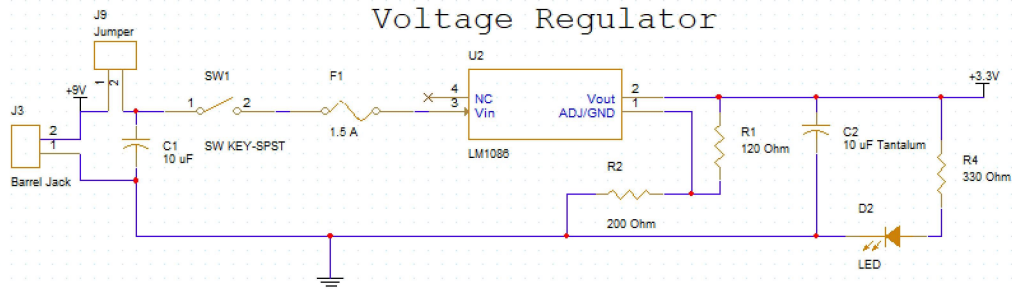 Voltage Regulator
J9
Jumper
1
2
+9V
J3
2
1
Barrel Jack
C1
10 uF
SW1
1
2
SW KEY-SPST
F1
1.5 A
U2
4
NC
3
Vin
Vout
2
ADJ/GND
1
LM1086
R2
200 Ohm
R1
120 Ohm
C2
10 uF Tantalum
+3.3V
R4
330 Ohm
D2
LED